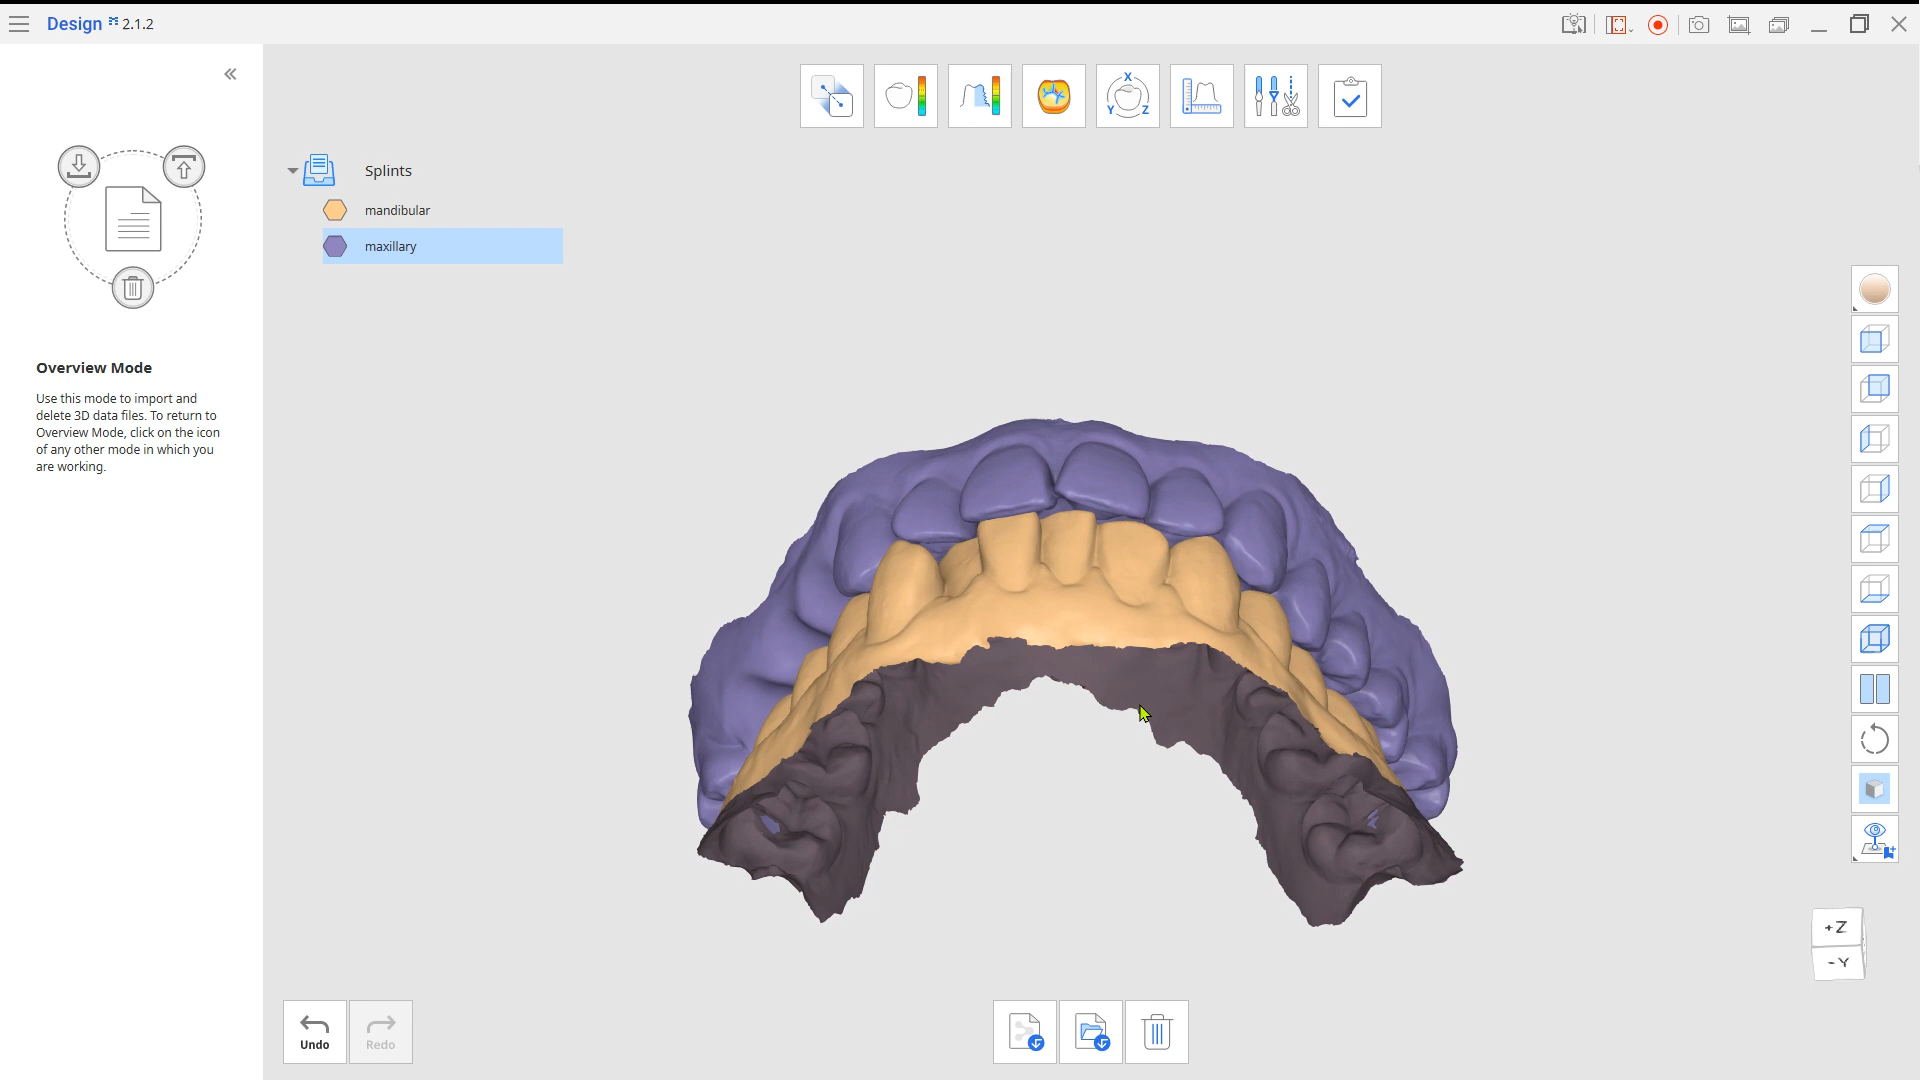 Design 2.1.2
X
Y Z
Splints
mandibular
maxillary
Overview Mode
Use this mode to import and
delete 3D data files. To return to
Overview Mode, click on the icon
of any other mode in which you
are working.
+Z
-Y
Undo
Redo